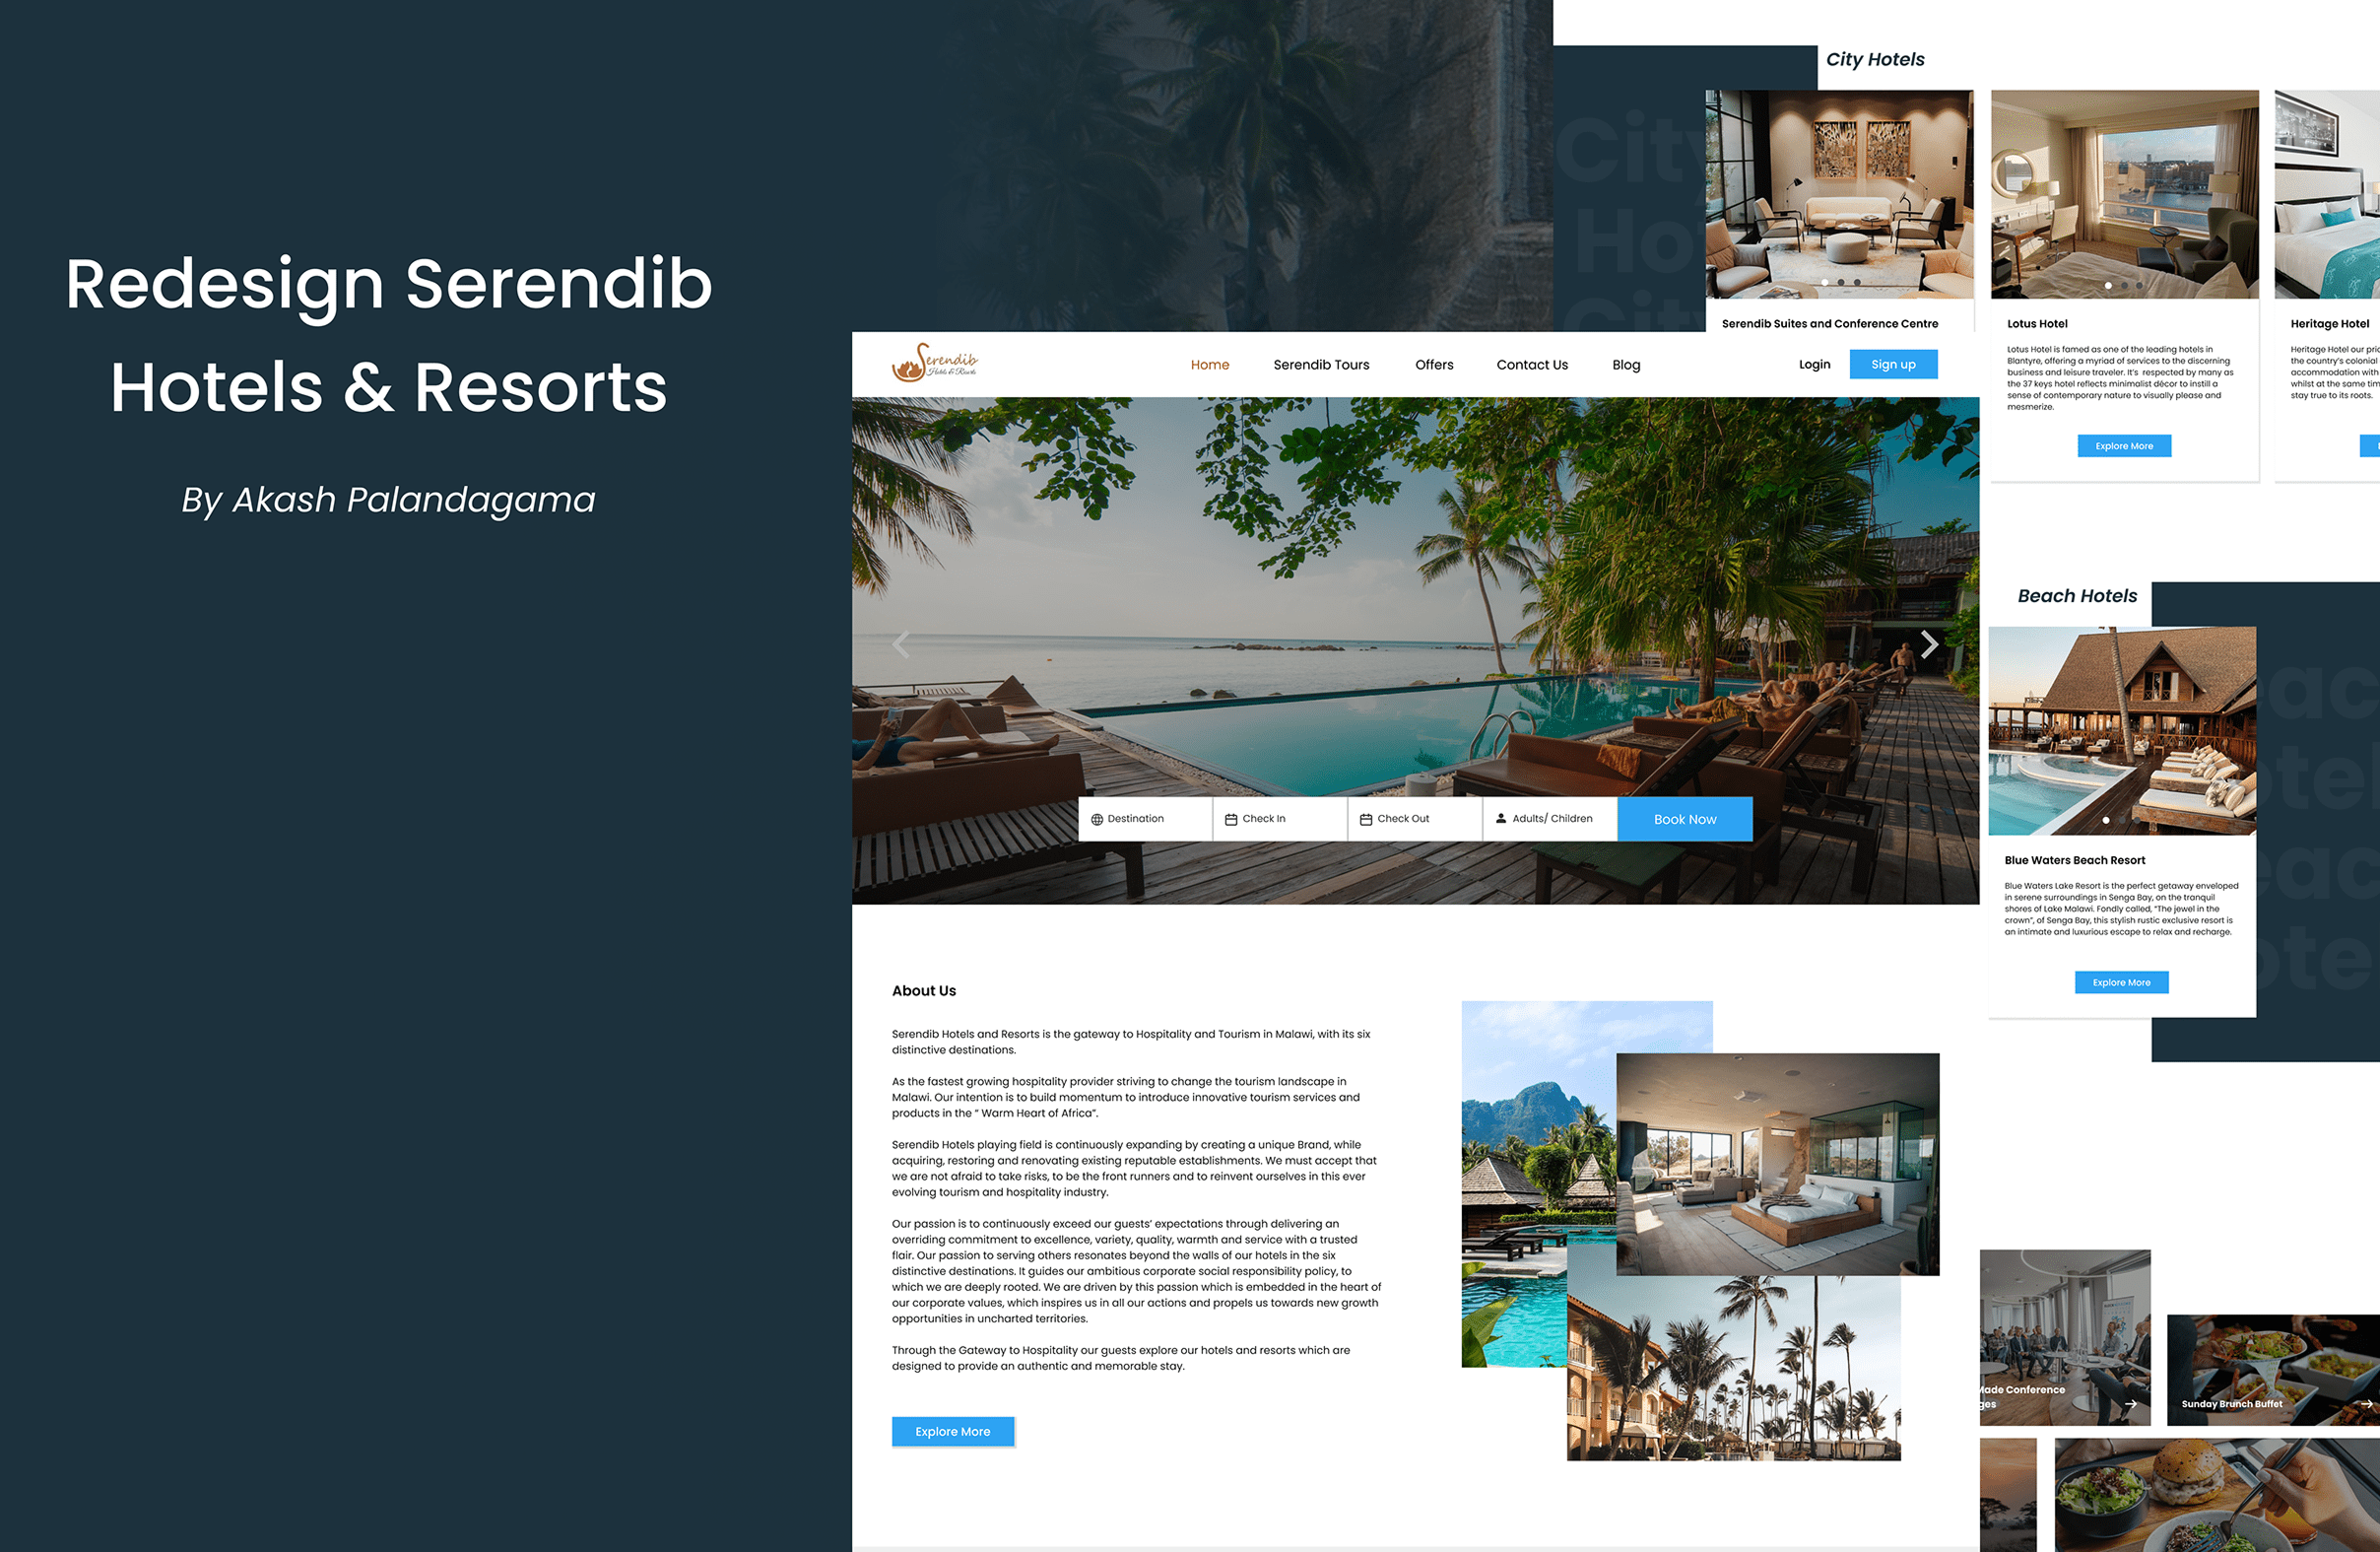 Redesign Serendib
Hotels & Resorts
By Akash Palandagama
City Hotels
City
Ho
City
Serendib Suites and Conference Centre
Lotus Hotel
Lotus Hotel is famed as one of the leading hotels in
Blantyre, offering a myriad of services to the discerning
business and leisure traveler. It's respected by many as
the 37 keys hotel reflects minimalist décor to instill a
sense of contemporary nature to visually please and
mesmerize.
Explore More
Heritage Hotel
Heritage Hotel our
the country's colonial
accommodation with
whilst at the same
stay true to its roots.
Serendib
Hotels & Resorts
Home
Serendib Tours
Offers
Contact Us
Blog
Login
Sign up
Destination
Check In
Check Out
Adults/ Children
Book Now
About Us
Serendib Hotels and Resorts is the gateway to Hospitality and Tourism in Malawi, with its six
distinctive destinations.
As the fastest growing hospitality provider striving to change the tourism landscape in
Malawi. Our intention is to build momentum to introduce innovative tourism services and
products in the " Warm Heart of Africa".
Serendib Hotels playing field is continuously expanding by creating a unique Brand, while
acquiring, restoring and renovating existing reputable establishments. We must accept that
we are not afraid to take risks, to be the front runners and to reinvent ourselves in this ever
evolving tourism and hospitality industry.
Our passion is to continuously exceed our guests' expectations through delivering an
overriding commitment to excellence, variety, quality, warmth and service with a trusted
flair. Our passion to serving others resonates beyond the walls of our hotels in the six
distinctive destinations. It guides our ambitious corporate social responsibility policy, to
which we are deeply rooted. We are driven by this passion which is embedded in the heart of
our corporate values, which inspires us in all our actions and propels us towards new growth
opportunities in uncharted territories.
Through the Gateway to Hospitality our guests explore our hotels and resorts which are
designed to provide an authentic and memorable stay.
Explore More
Beach Hotels
eac
otel
eac
otel
Blue Waters Beach Resort
Blue Waters Lake Resort is the perfect getaway enveloped
in serene surroundings in Senga Bay, on the tranquil
shores of Lake Malawi. Fondly called, "The jewel in the
crown", of Senga Bay, this stylish rustic exclusive resort is
an intimate and luxurious escape to relax and recharge.
Explore More
Made Conference
ges
Sunday Brunch Buffet